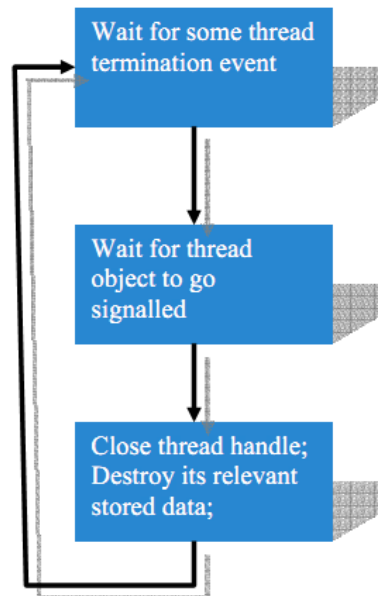 Wait for some thread
termination event
Wait for thread
object to go
signalled
Close thread handle;
Destroy its relevant
stored data;